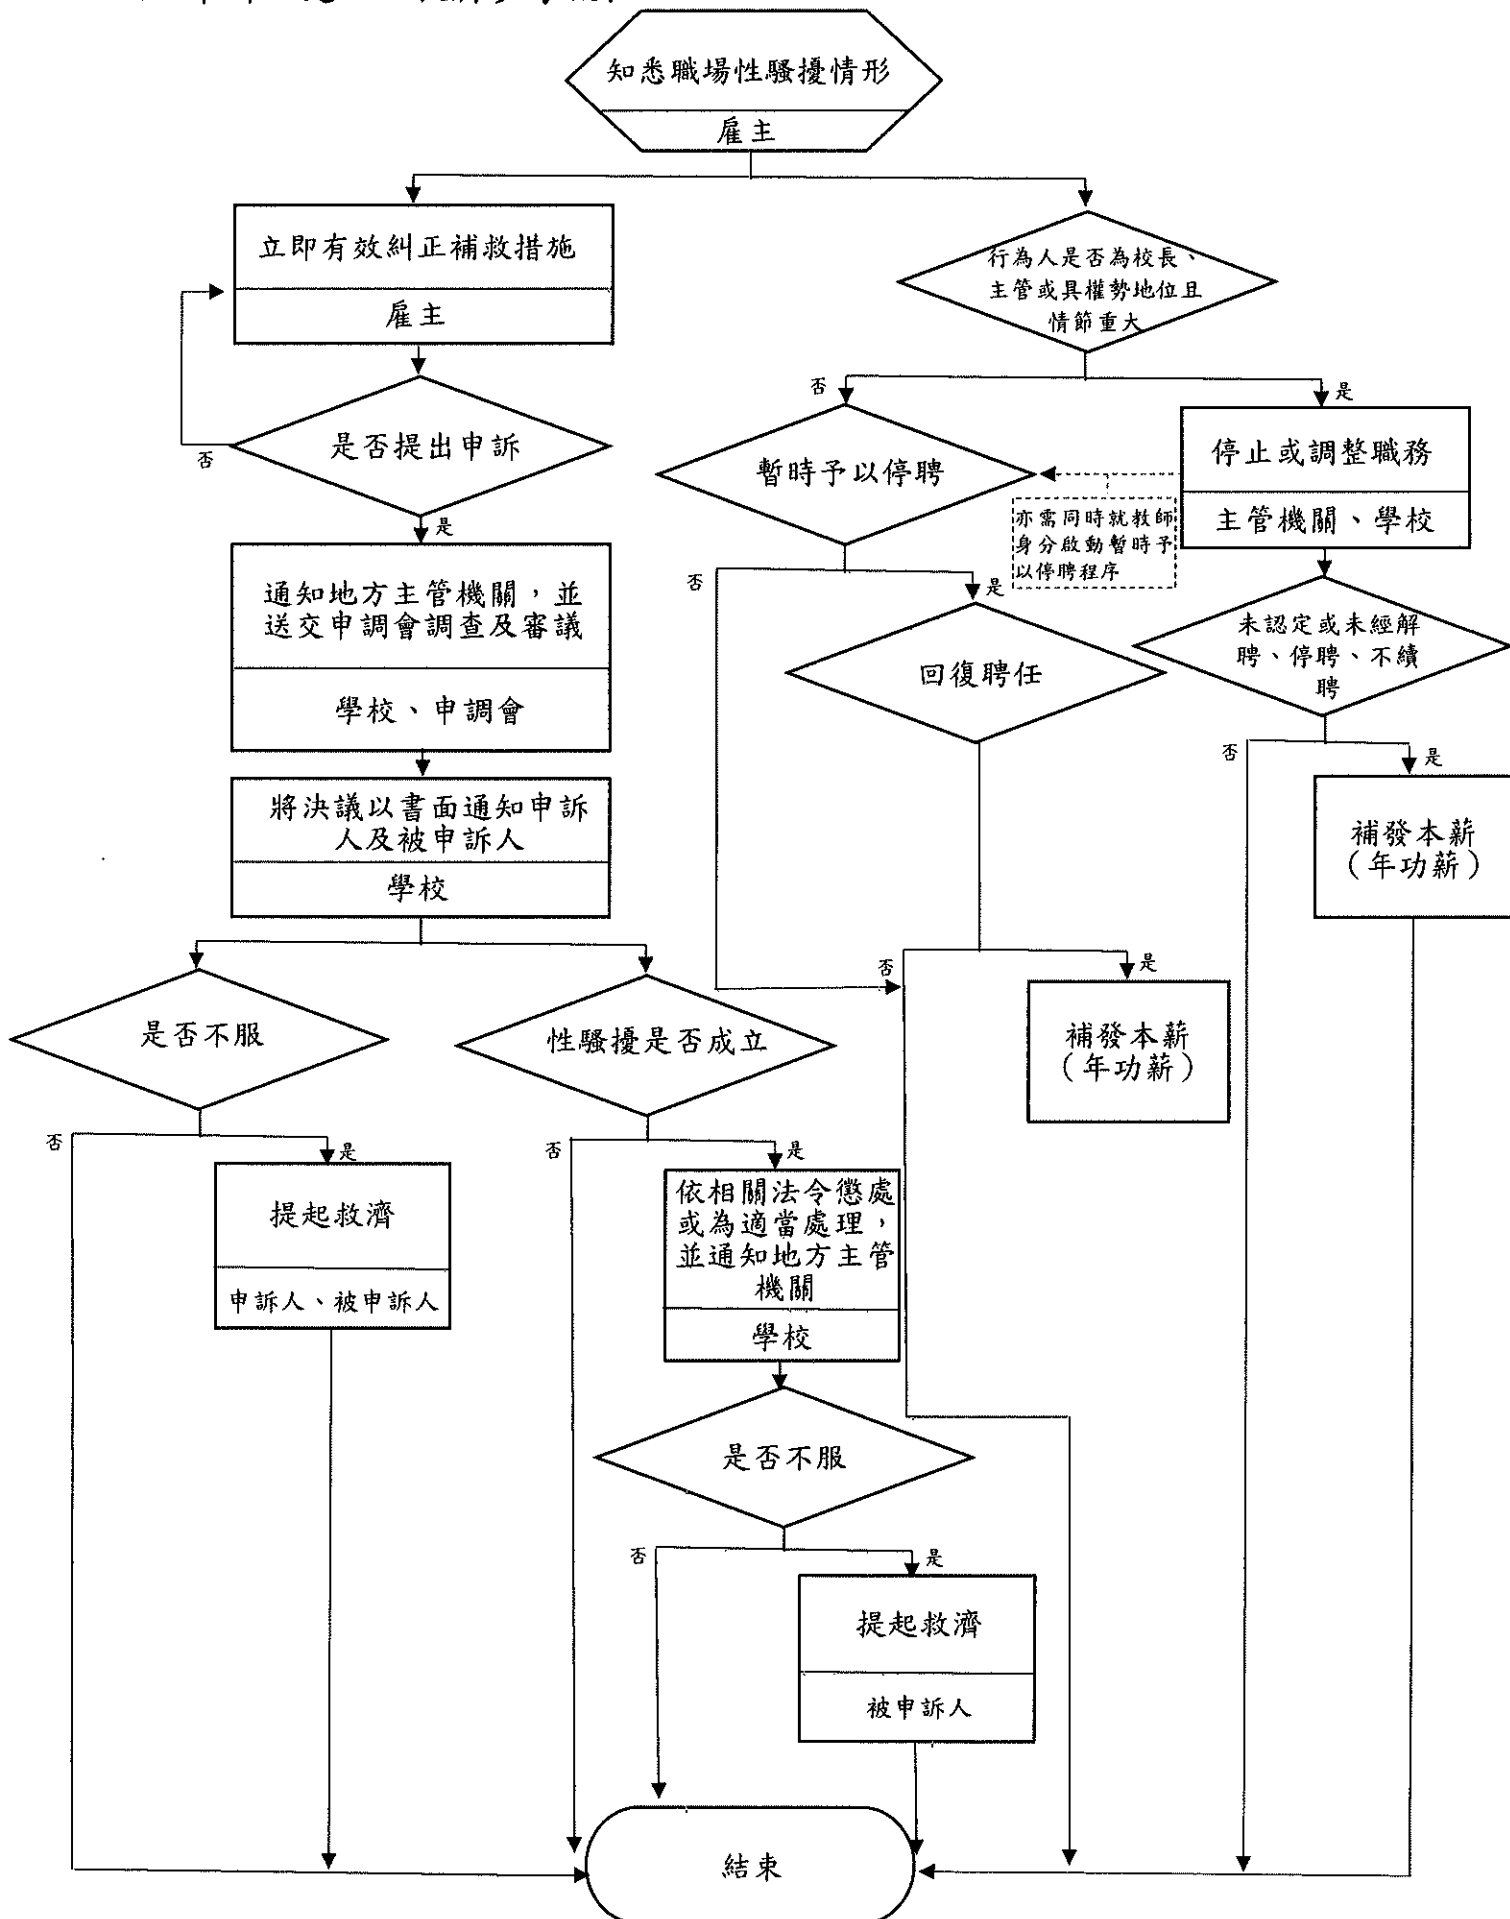 知悉職場性騷擾情形
雇主
立即有效糾正補救措施
雇主
行為人是否為校長、
主管或具權勢地位且
情節重大
否
是
是否提出申訴
否
是
暫時予以停聘
停止或調整職務
主管機關、學校
亦需同時就教師
身分啟動暫時予
以停聘程序
通知地方主管機關，並
送交申調會調查及審議
學校、申調會
否
是
回復聘任
未認定或未經解
聘、停聘、不續
聘
否
是
將決議以書面通知申訴
人及被申訴人
學校
補發本薪
（年功薪）
否
是
是否不服
性騷擾是否成立
補發本薪
（年功薪）
否
是
否
是
提起救濟
申訴人、被申訴人
依相關法令懲處
或為適當處理，
並通知地方主管
機關
學校
是否不服
否
是
提起救濟
被申訴人
結束